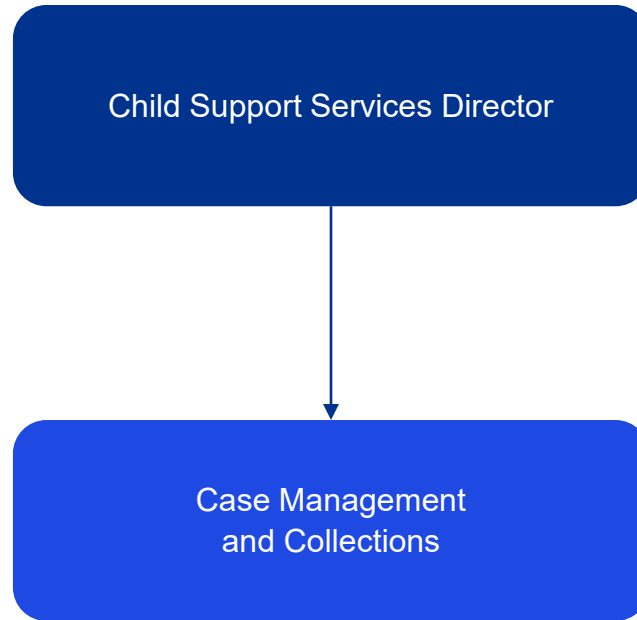 Child Support Services Director
Case Management
and Collections